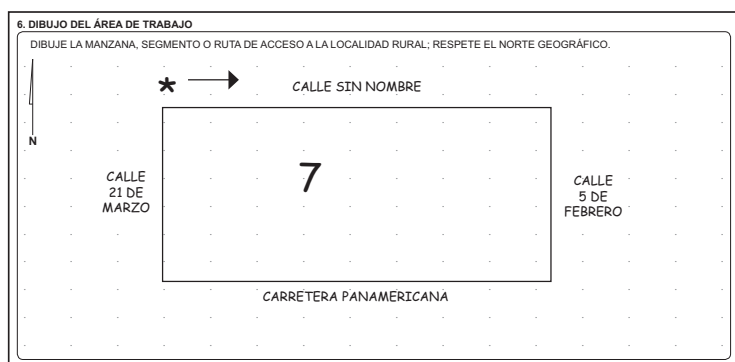 6. DIBUJO DEL ÁREA DE TRABAJO
DIBUJE LA MANZANA, SEGMENTO O RUTA DE ACCESO A LA LOCALIDAD RURAL; RESPETE EL NORTE GEOGRÁFICO.
*
CALLE SIN NOMBRE
N
CALLE
21 DE
MARZO
7
CALLE
5 DE
FEBRERO
CARRETERA PANAMERICANA